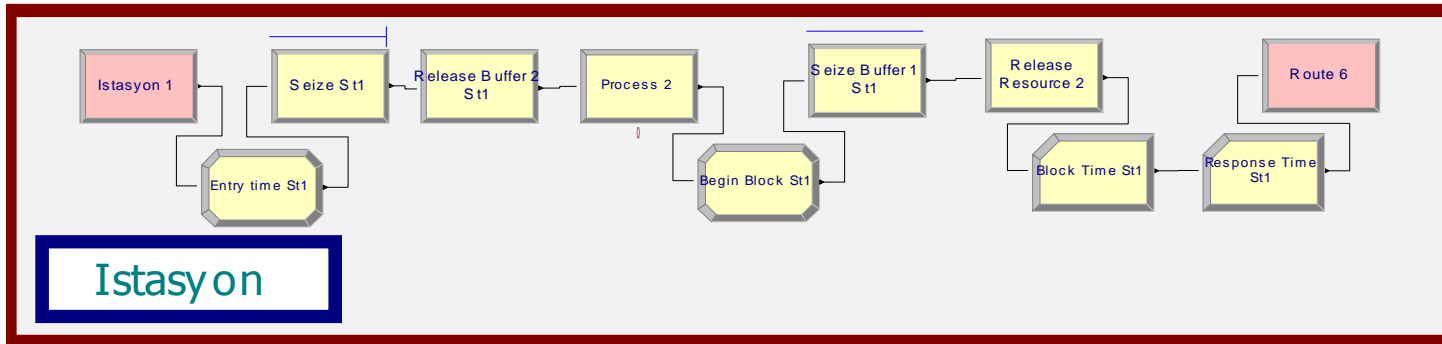 Istasyon 1
Entry time St1
Seize St1
Release Buffer 2
St1
Process 2
Begin Block St1
Seize Buffer 1
St1
Release
Resource 2
Block Time St1
Response Time
St1
Route 6
Istasyon